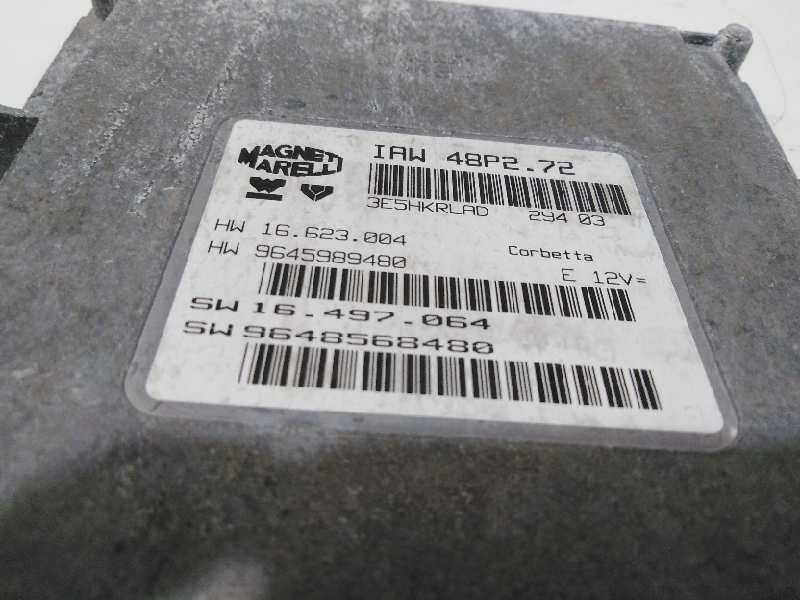 MAGNETI MARELLI
IAW 48P2.72
3E5HKRLAD 294 03
HW 16.623.004
HW 9645989480
Corbetta
E 12V=
SW 16.497.064
SW 9648568480